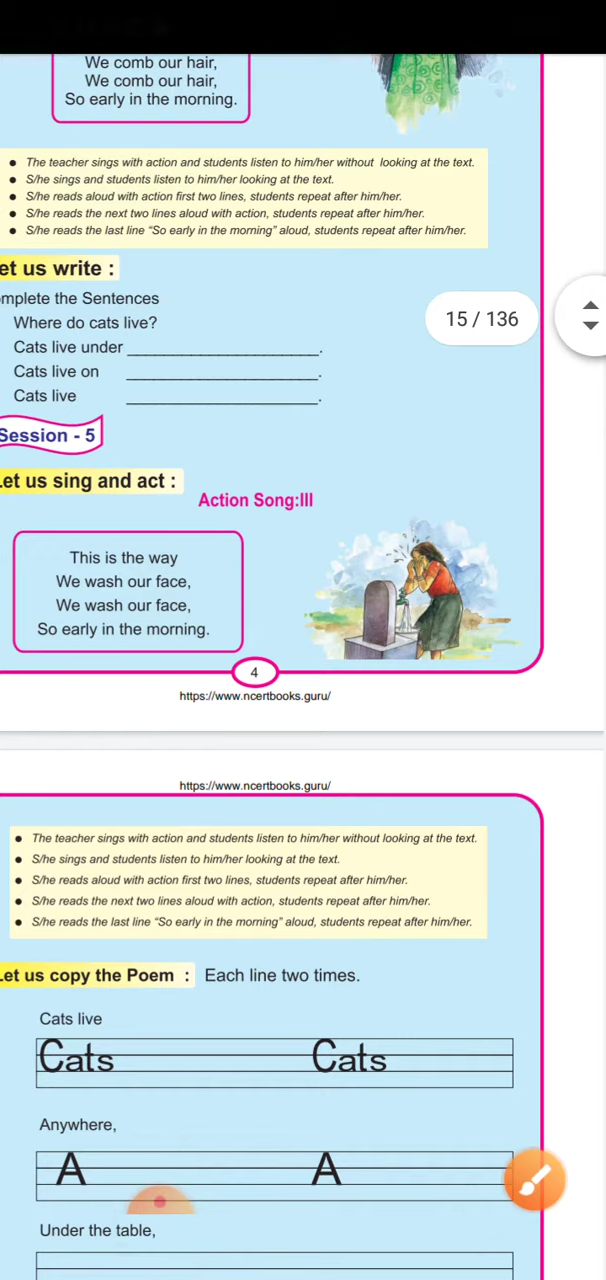 We comb our hair,
We comb our hair,
So early in the morning.
● The teacher sings with action and students listen to him/her without looking at the text.
● S/he sings and students listen to him/her looking at the text.
● S/he reads aloud with action first two lines, students repeat after him/her.
● S/he reads the next two lines aloud with action, students repeat after him/her.
● S/he reads the last line “So early in the morning” aloud, students repeat after him/her.
et us write :
mplete the Sentences
Where do cats live?
15 / 136
Cats live under ____________________.
Cats live on ____________________.
Cats live ____________________.
Session - 5
Let us sing and act :
Action Song:III
This is the way
We wash our face,
We wash our face,
So early in the morning.
4
https://www.ncertbooks.guru/
https://www.ncertbooks.guru/
● The teacher sings with action and students listen to him/her without looking at the text.
● S/he sings and students listen to him/her looking at the text.
● S/he reads aloud with action first two lines, students repeat after him/her.
● S/he reads the next two lines aloud with action, students repeat after him/her.
● S/he reads the last line “So early in the morning” aloud, students repeat after him/her.
Let us copy the Poem : Each line two times.
Cats live
Cats Cats
Anywhere,
A A
Under the table,